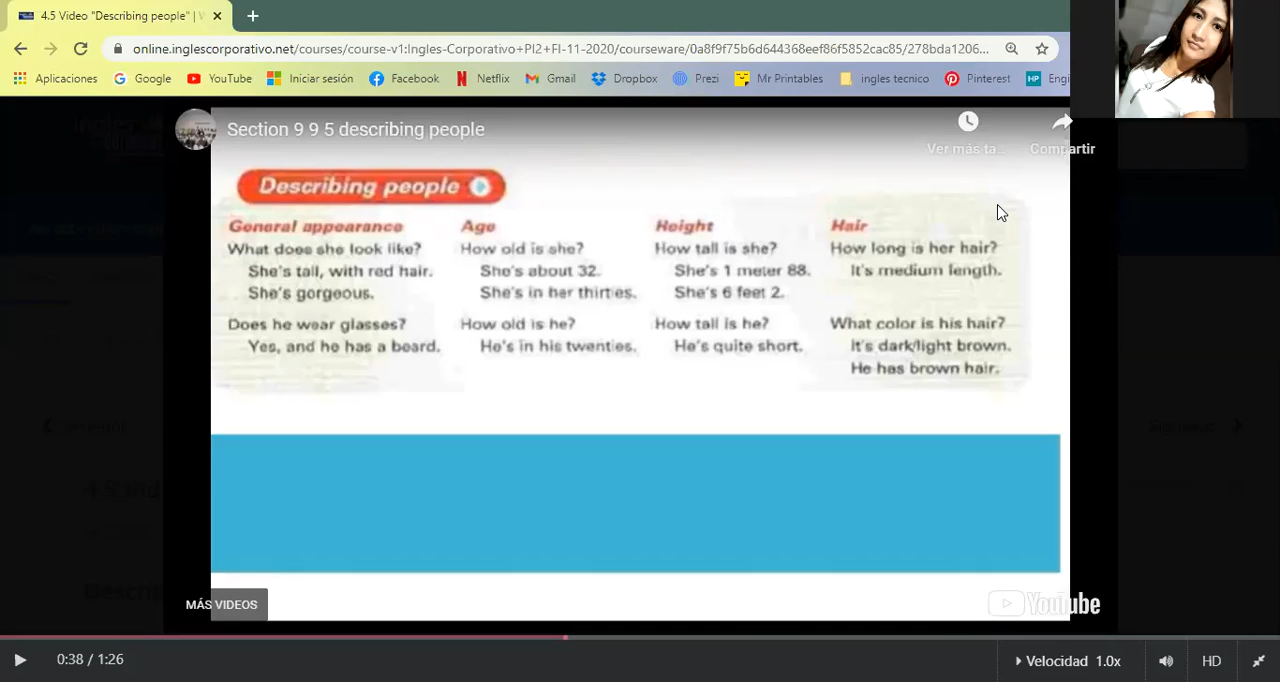 4.5 Video "Describing people" |
online.inglescorporativo.net/courses/course-v1:Ingles-Corporativo+PI2+FI-11-2020/courseware/0a8f9f75b6d644368eef86f5852cac85/278bda1206...
Aplicaciones Google YouTube Iniciar sesión Facebook Netflix Gmail Dropbox Prezi Mr Printables ingles tecnico Pinterest HP Engi
Section 9 9 5 describing people
Ver más ta... Compartir
Describing people
General appearance
What does she look like?
She's tall, with red hair.
She's gorgeous.
Does he wear glasses?
Yes, and he has a beard.
Age
How old is she?
She's about 32.
She's in her thirties.
How old is he?
He's in his twenties.
Height
How tall is she?
She's 1 meter 88.
She's 6 feet 2.
How tall is he?
He's quite short.
Hair
How long is her hair?
It's medium length.
What color is his hair?
It's dark/light brown.
He has brown hair.
MÁS VIDEOS
YouTube
0:38 / 1:26
Velocidad 1.0x
HD